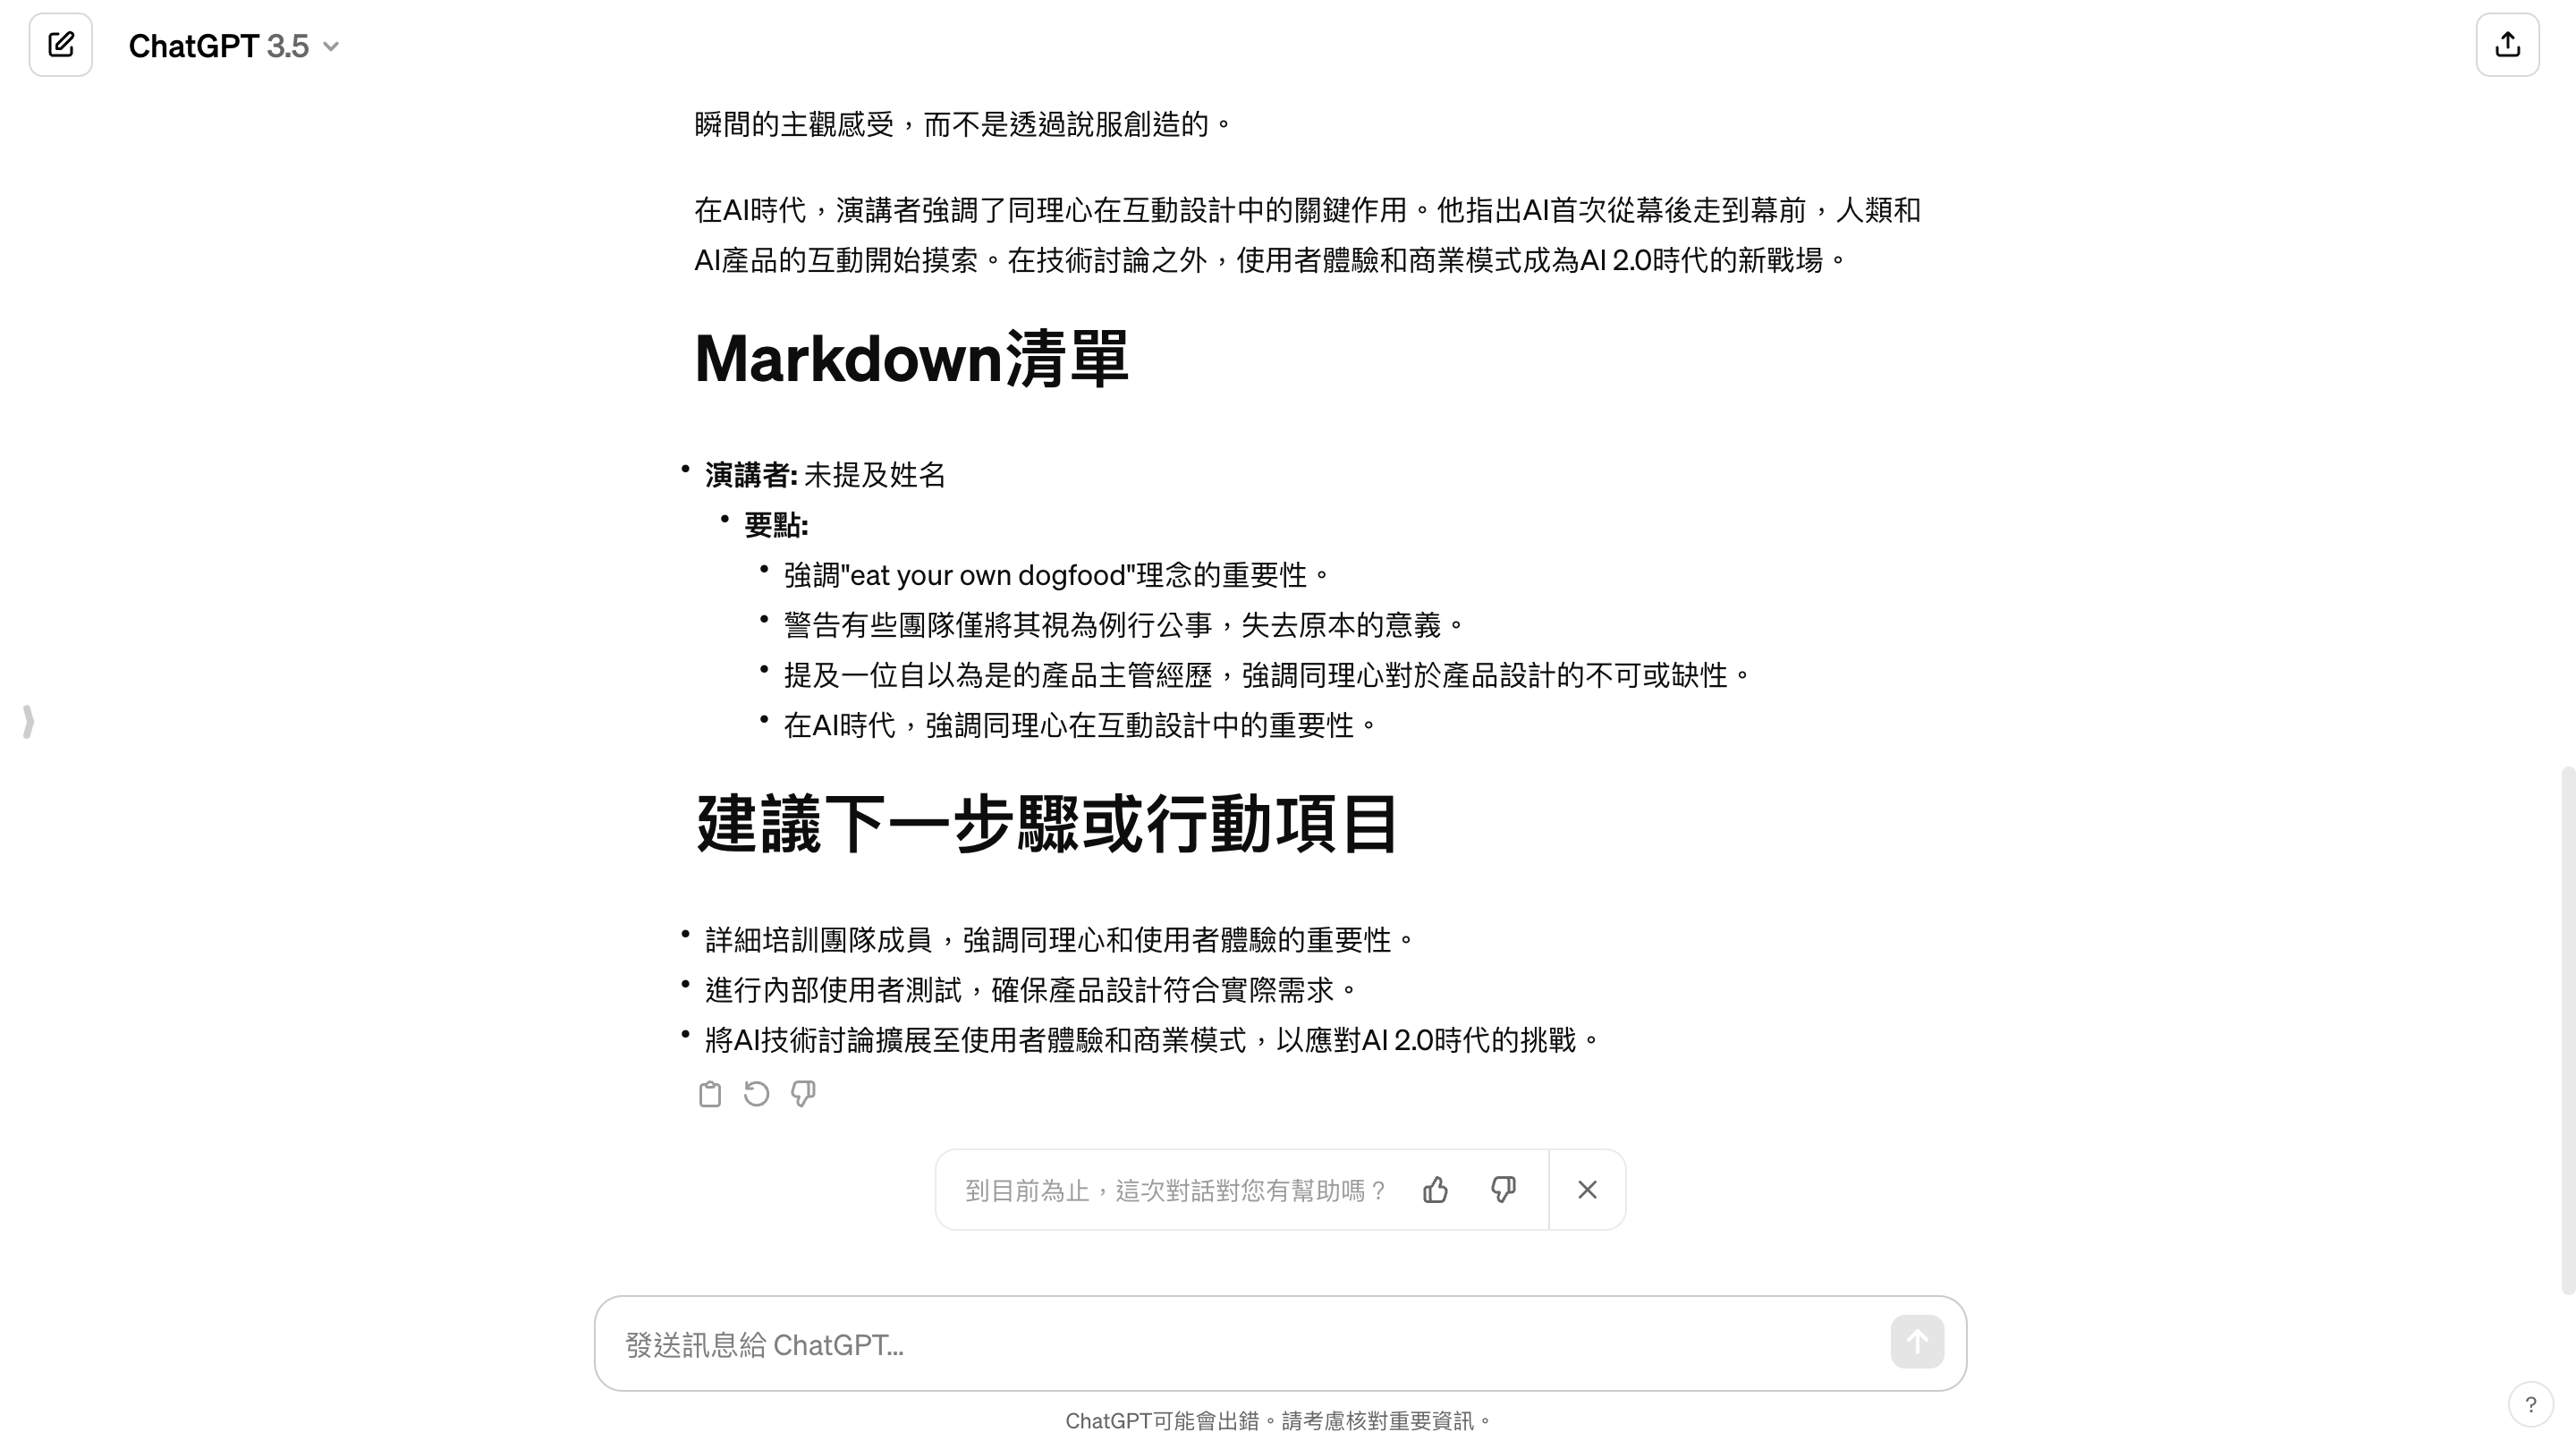 ChatGPT 3.5
瞬間的主觀感受，而不是透過說服創造的。
在AI時代，演講者強調了同理心在互動設計中的關鍵作用。他指出AI首次從幕後走到幕前，人類和
AI產品的互動開始摸索。在技術討論之外，使用者體驗和商業模式成為AI 2.0時代的新戰場。
Markdown清單
• 演講者: 未提及姓名
• 要點:
• 強調"eat your own dogfood"理念的重要性。
• 警告有些團隊僅將其視為例行公事，失去原本的意義。
• 提及一位自以為是的產品主管經歷，強調同理心對於產品設計的不可或缺性。
• 在AI時代，強調同理心在互動設計中的重要性。
建議下一步驟或行動項目
• 詳細培訓團隊成員，強調同理心和使用者體驗的重要性。
• 進行內部使用者測試，確保產品設計符合實際需求。
• 將AI技術討論擴展至使用者體驗和商業模式，以應對AI 2.0時代的挑戰。
到目前為止，這次對話對您有幫助嗎？
發送訊息給 ChatGPT...
ChatGPT可能會出錯。請考慮核對重要資訊。
?